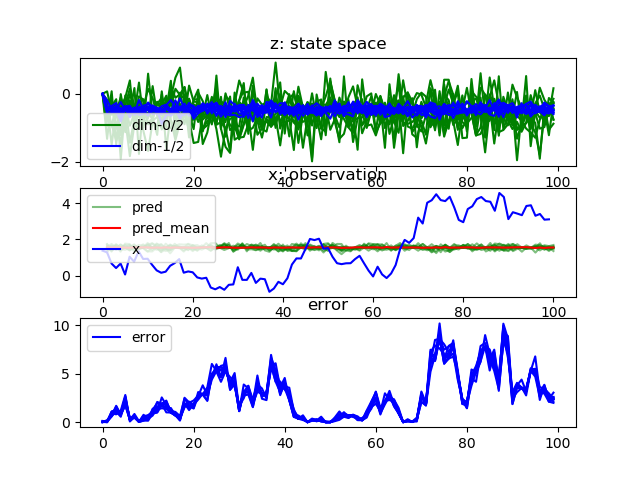 z: state space
0
−2
dim-0/2
dim-1/2
0 20 40 60 80 100
x: observation
4
2
0
pred
pred_mean
x
0 20 40 60 80 100
error
10
5
0
error
0 20 40 60 80 100